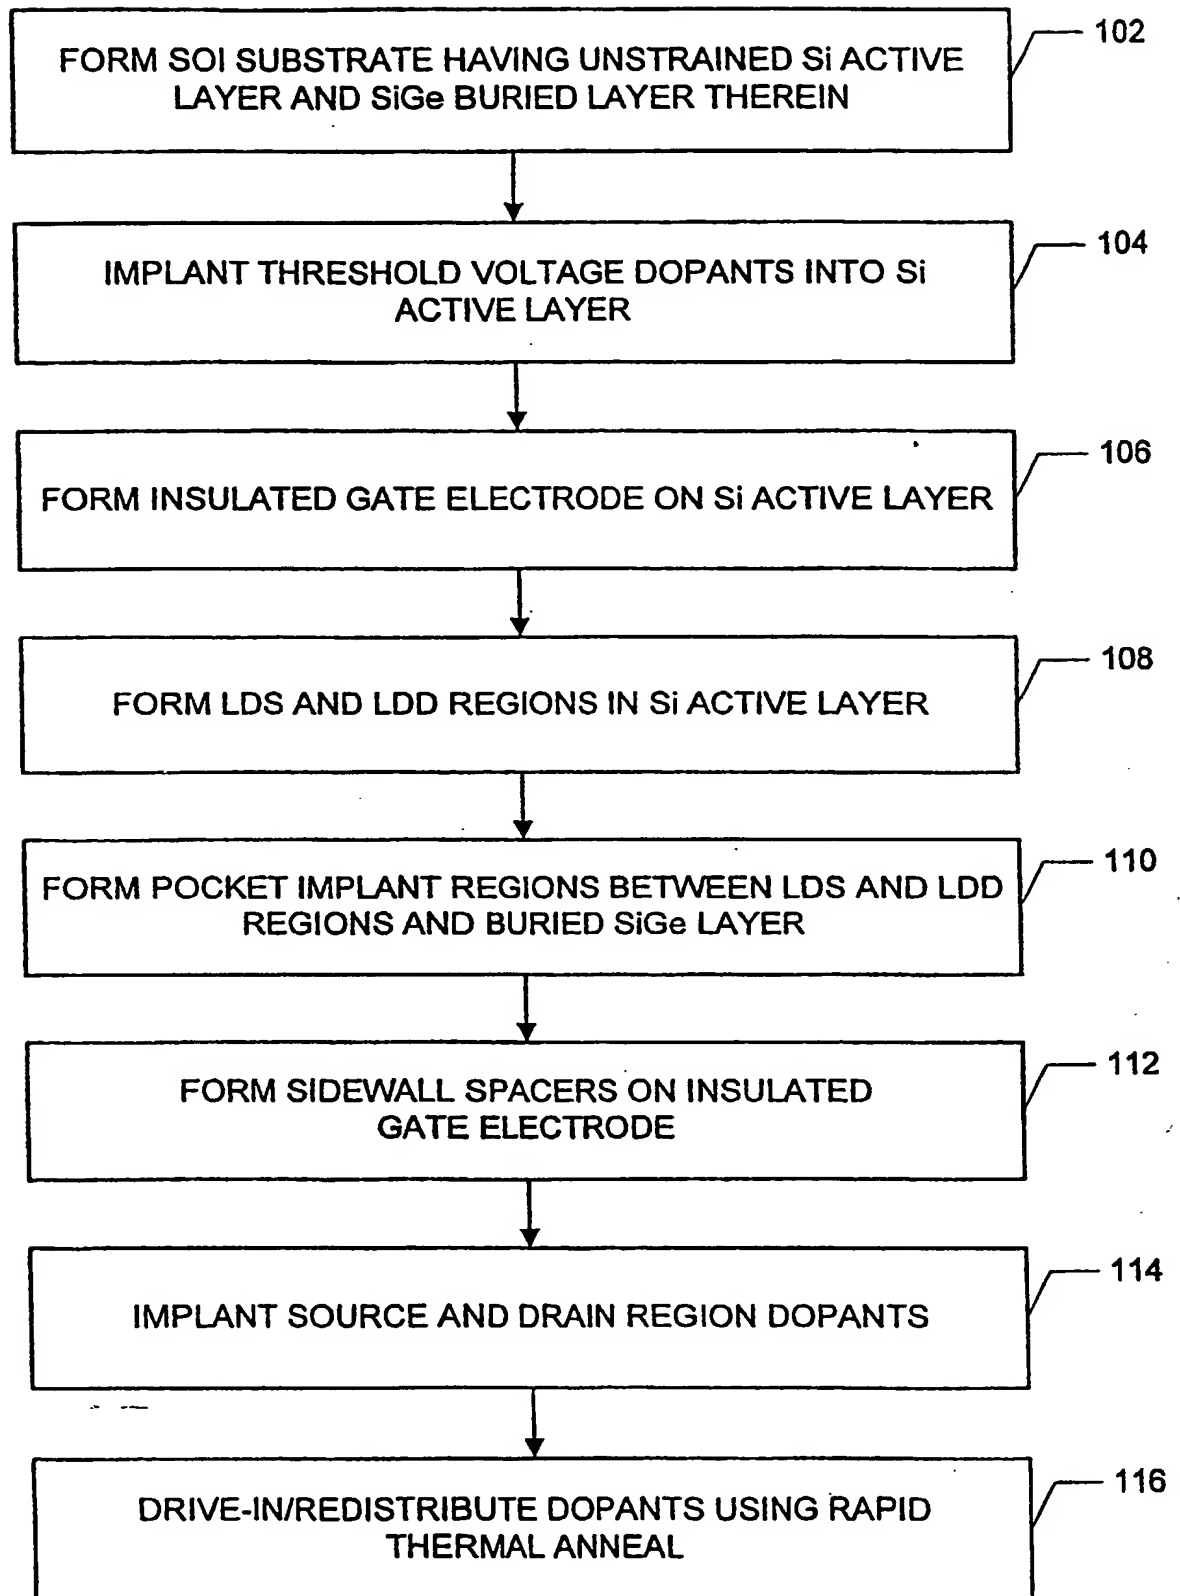 FORM SOI SUBSTRATE HAVING UNSTRAINED Si ACTIVE
LAYER AND SiGe BURIED LAYER THEREIN
102
IMPLANT THRESHOLD VOLTAGE DOPANTS INTO Si
ACTIVE LAYER
104
FORM INSULATED GATE ELECTRODE ON Si ACTIVE LAYER
106
FORM LDS AND LDD REGIONS IN Si ACTIVE LAYER
108
FORM POCKET IMPLANT REGIONS BETWEEN LDS AND LDD
REGIONS AND BURIED SiGe LAYER
110
FORM SIDEWALL SPACERS ON INSULATED
GATE ELECTRODE
112
IMPLANT SOURCE AND DRAIN REGION DOPANTS
114
DRIVE-IN/REDISTRIBUTE DOPANTS USING RAPID
THERMAL ANNEAL
116